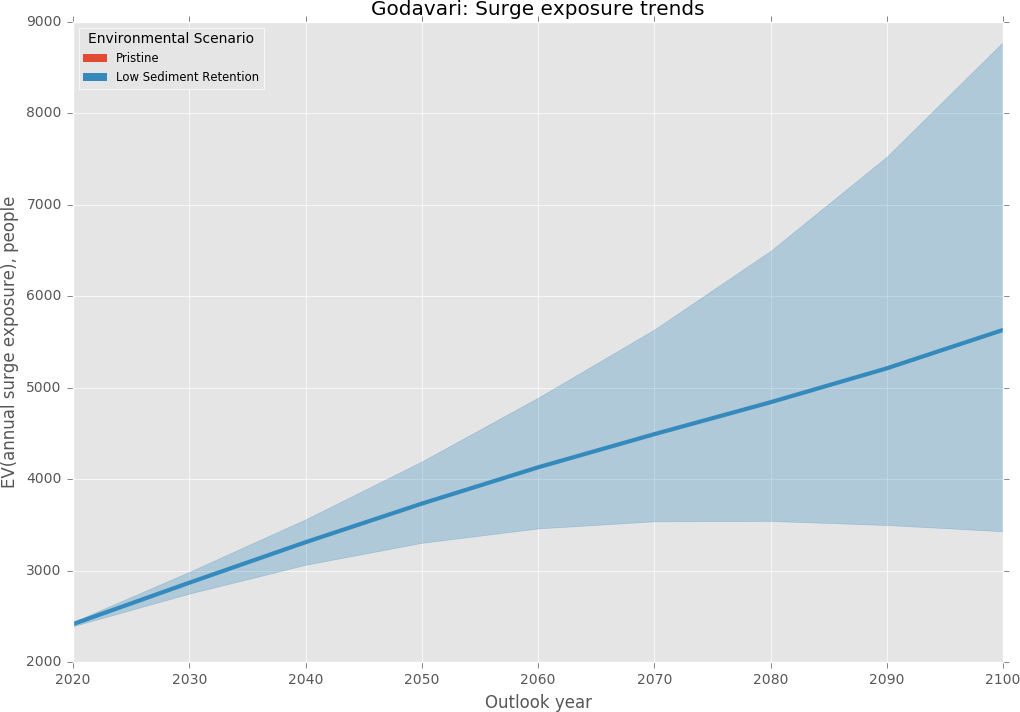 Godavari: Surge exposure trends
Environmental Scenario
Pristine
Low Sediment Retention
EV(annual surge exposure), people
9000
8000
7000
6000
5000
4000
3000
2000
2020 2030 2040 2050 2060 2070 2080 2090 2100
Outlook year